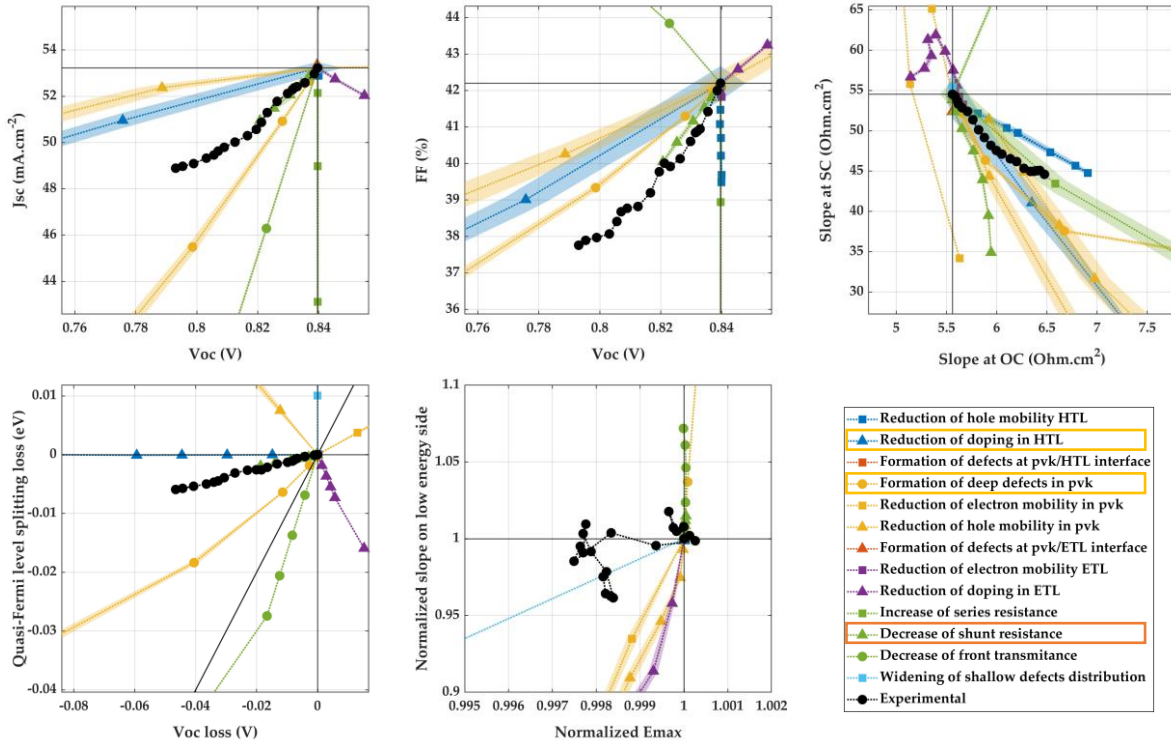 Jsc (mA.cm⁻²)
54
52
50
48
46
44
0.76
0.78
0.8
0.82
0.84
Voc (V)
FF (%)
44
43
42
41
40
39
38
37
36
0.76
0.78
0.8
0.82
0.84
Voc (V)
Slope at SC (Ohm.cm²)
65
60
55
50
45
40
35
30
5
5.5
6
6.5
7
7.5
Slope at OC (Ohm.cm²)
Quasi-Fermi level splitting loss (eV)
0.01
0
-0.01
-0.02
-0.03
-0.04
-0.08
-0.06
-0.04
-0.02
0
Voc loss (V)
Normalized slope on low energy side
1.1
1.05
1
0.95
0.9
0.995
0.996
0.997
0.998
0.999
1
1.001
1.002
Normalized Emax
Reduction of hole mobility HTL
Reduction of doping in HTL
Formation of defects at pvk/HTL interface
Formation of deep defects in pvk
Reduction of electron mobility in pvk
Reduction of hole mobility in pvk
Formation of defects at pvk/ETL interface
Reduction of electron mobility ETL
Reduction of doping in ETL
Increase of series resistance
Decrease of shunt resistance
Decrease of front transmitance
Widening of shallow defects distribution
Experimental